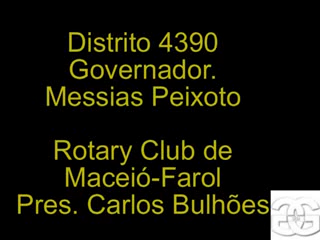 Distrito 4390
Governador.
Messias Peixoto
Rotary Club de
Maceió-Farol
Pres. Carlos Bulhões